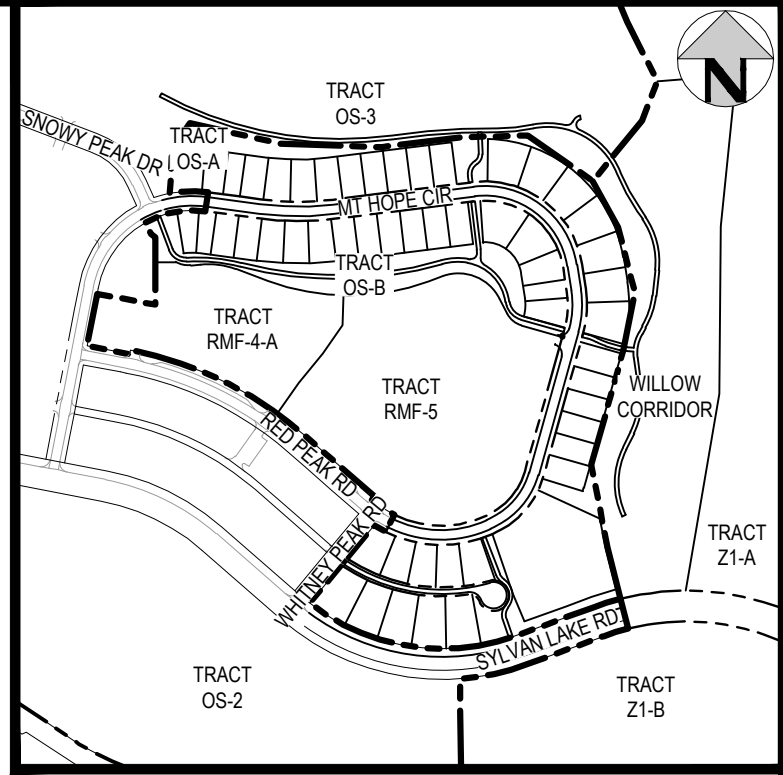 N
TRACT
OS-3
SNOWY PEAK DR
TRACT
OS-A
MT HOPE CIR
TRACT
OS-B
TRACT
RMF-4-A
TRACT
RMF-5
WILLOW
CORRIDOR
RED PEAK RD
WHITNEY PEAK RD
TRACT
Z1-A
SYLVAN LAKE RD
TRACT
OS-2
TRACT
Z1-B